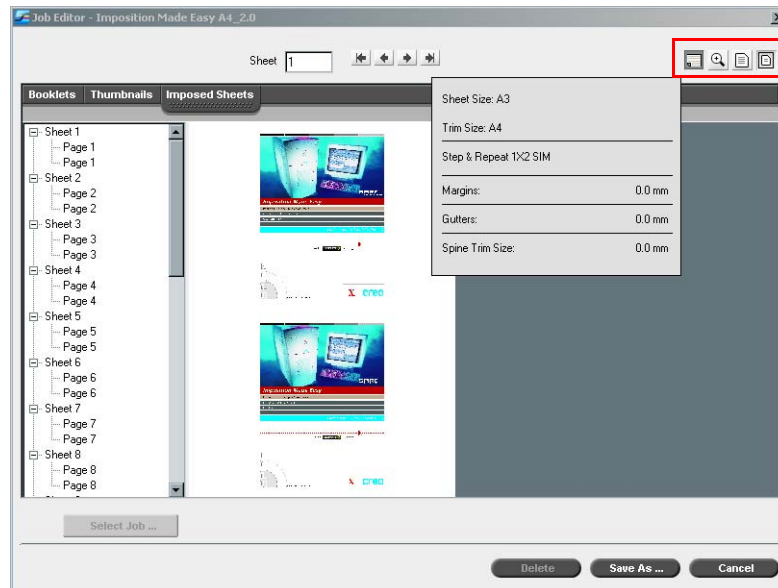 Job Editor - Imposition Made Easy A4_2.0
Sheet 1
Booklets Thumbnails Imposed Sheets
Sheet 1
Page 1
Page 1
Sheet 2
Page 2
Page 2
Sheet 3
Page 3
Page 3
Sheet 4
Page 4
Page 4
Sheet 5
Page 5
Page 5
Sheet 6
Page 6
Page 6
Sheet 7
Page 7
Page 7
Sheet 8
Page 8
Page 8
Imposition Made Easy
creo
Imposition Made Easy
creo
Sheet Size: A3
Trim Size: A4
Step & Repeat 1X2 SIM
Margins: 0.0 mm
Gutters: 0.0 mm
Spine Trim Size: 0.0 mm
Select Job ...
Delete Save As ... Cancel